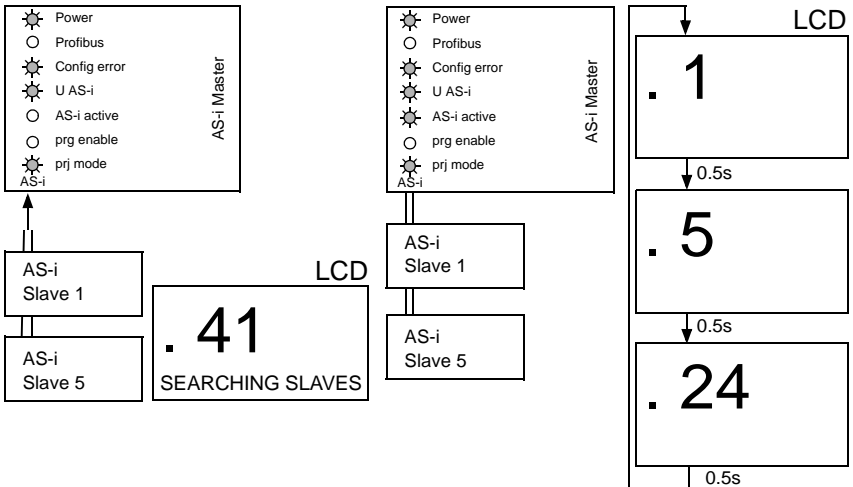 Power
Profibus
Config error
U AS-i
AS-i active
prg enable
prj mode
AS-i
AS-i Master
AS-i
Slave 1
AS-i
Slave 5
LCD
. 41
SEARCHING SLAVES
Power
Profibus
Config error
U AS-i
AS-i active
prg enable
prj mode
AS-i
AS-i Master
AS-i
Slave 1
AS-i
Slave 5
LCD
. 1
0.5s
. 5
0.5s
. 24
0.5s